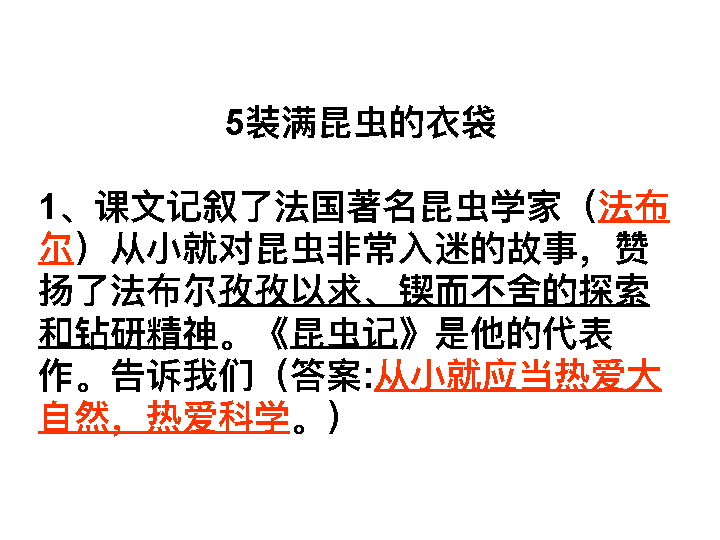 5装满昆虫的衣袋
1、课文记叙了法国著名昆虫学家（法布
尔）从小就对昆虫非常入迷的故事，赞
扬了法布尔孜孜以求、锲而不舍的探索
和钻研精神。《昆虫记》是他的代表
作。告诉我们（答案:从小就应当热爱大
自然，热爱科学。）